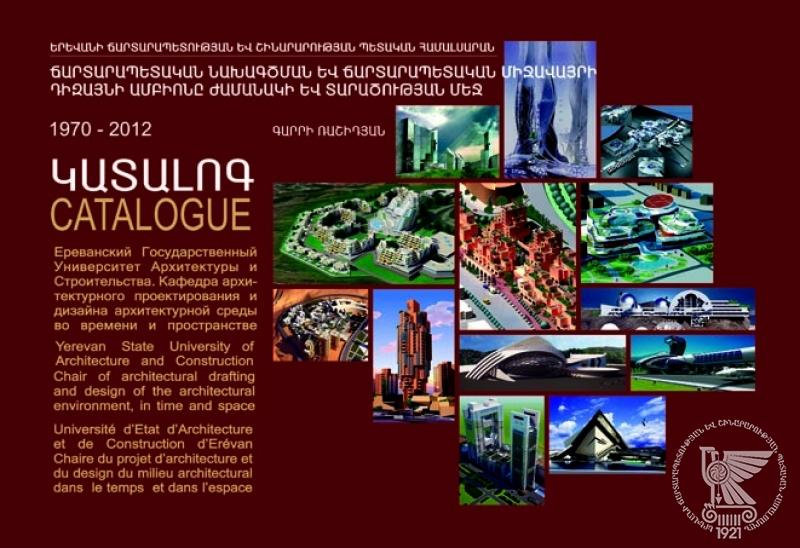 ԵՐԵՎԱՆԻ ՃԱՐՏԱՐԱՊԵՏՈՒԹՅԱՆ ԵՎ ՇԻՆԱՐԱՐՈՒԹՅԱՆ ՊԵՏԱԿԱՆ ՀԱՄԱԼՍԱՐԱՆ
ՃԱՐՏԱՐԱՊԵՏԱԿԱՆ ՆԱԽԱԳԾՄԱՆ ԵՎ ՃԱՐՏԱՐԱՊԵՏԱԿԱՆ ՄԻՋԱՎԱՅՐԻ
ԴԻԶԱՅՆԻ ԱՄԲԻՈՆԸ ԺԱՄԱՆԱԿԻ ԵՎ ՏԱՐԱԾՈՒԹՅԱՆ ՄԵՋ
1970 - 2012
ԳԱՐՐԻ ՌԱՇԻԴՅԱՆ
ԿԱՏԱԼՈԳ
CATALOGUE
Ереванский Государственный
Университет Архитектуры и
Строительства. Кафедра архи-
тектурного проектирования и
дизайна архитектурной среды
во времени и пространстве
Yerevan State University of
Architecture and Construction
Chair of architectural drafting
and design of the architectural
environment, in time and space
Université d'Etat d'Architecture
et de Construction d'Erévan
Chaire du projet d'architecture et
du design du milieu architectural
dans le temps et dans l'espace
1921